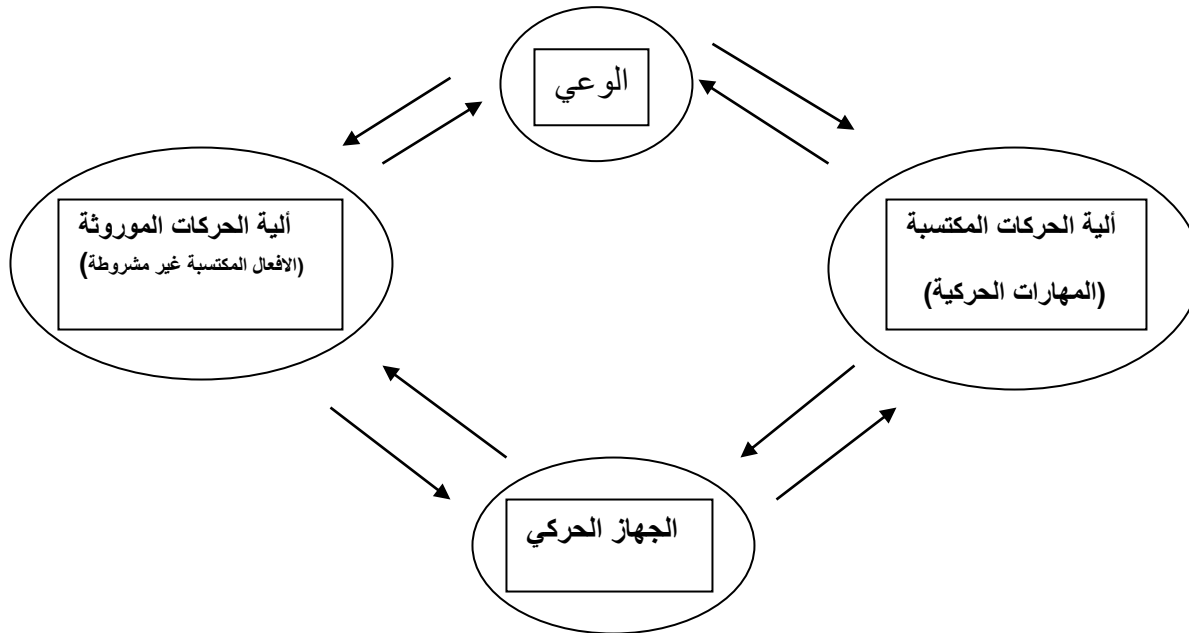 الوعي
ألية الحركات المكتسبة
(المهارات الحركية)
ألية الحركات الموروثة
(الافعال المكتسبة غير مشروطة)
الجهاز الحركي